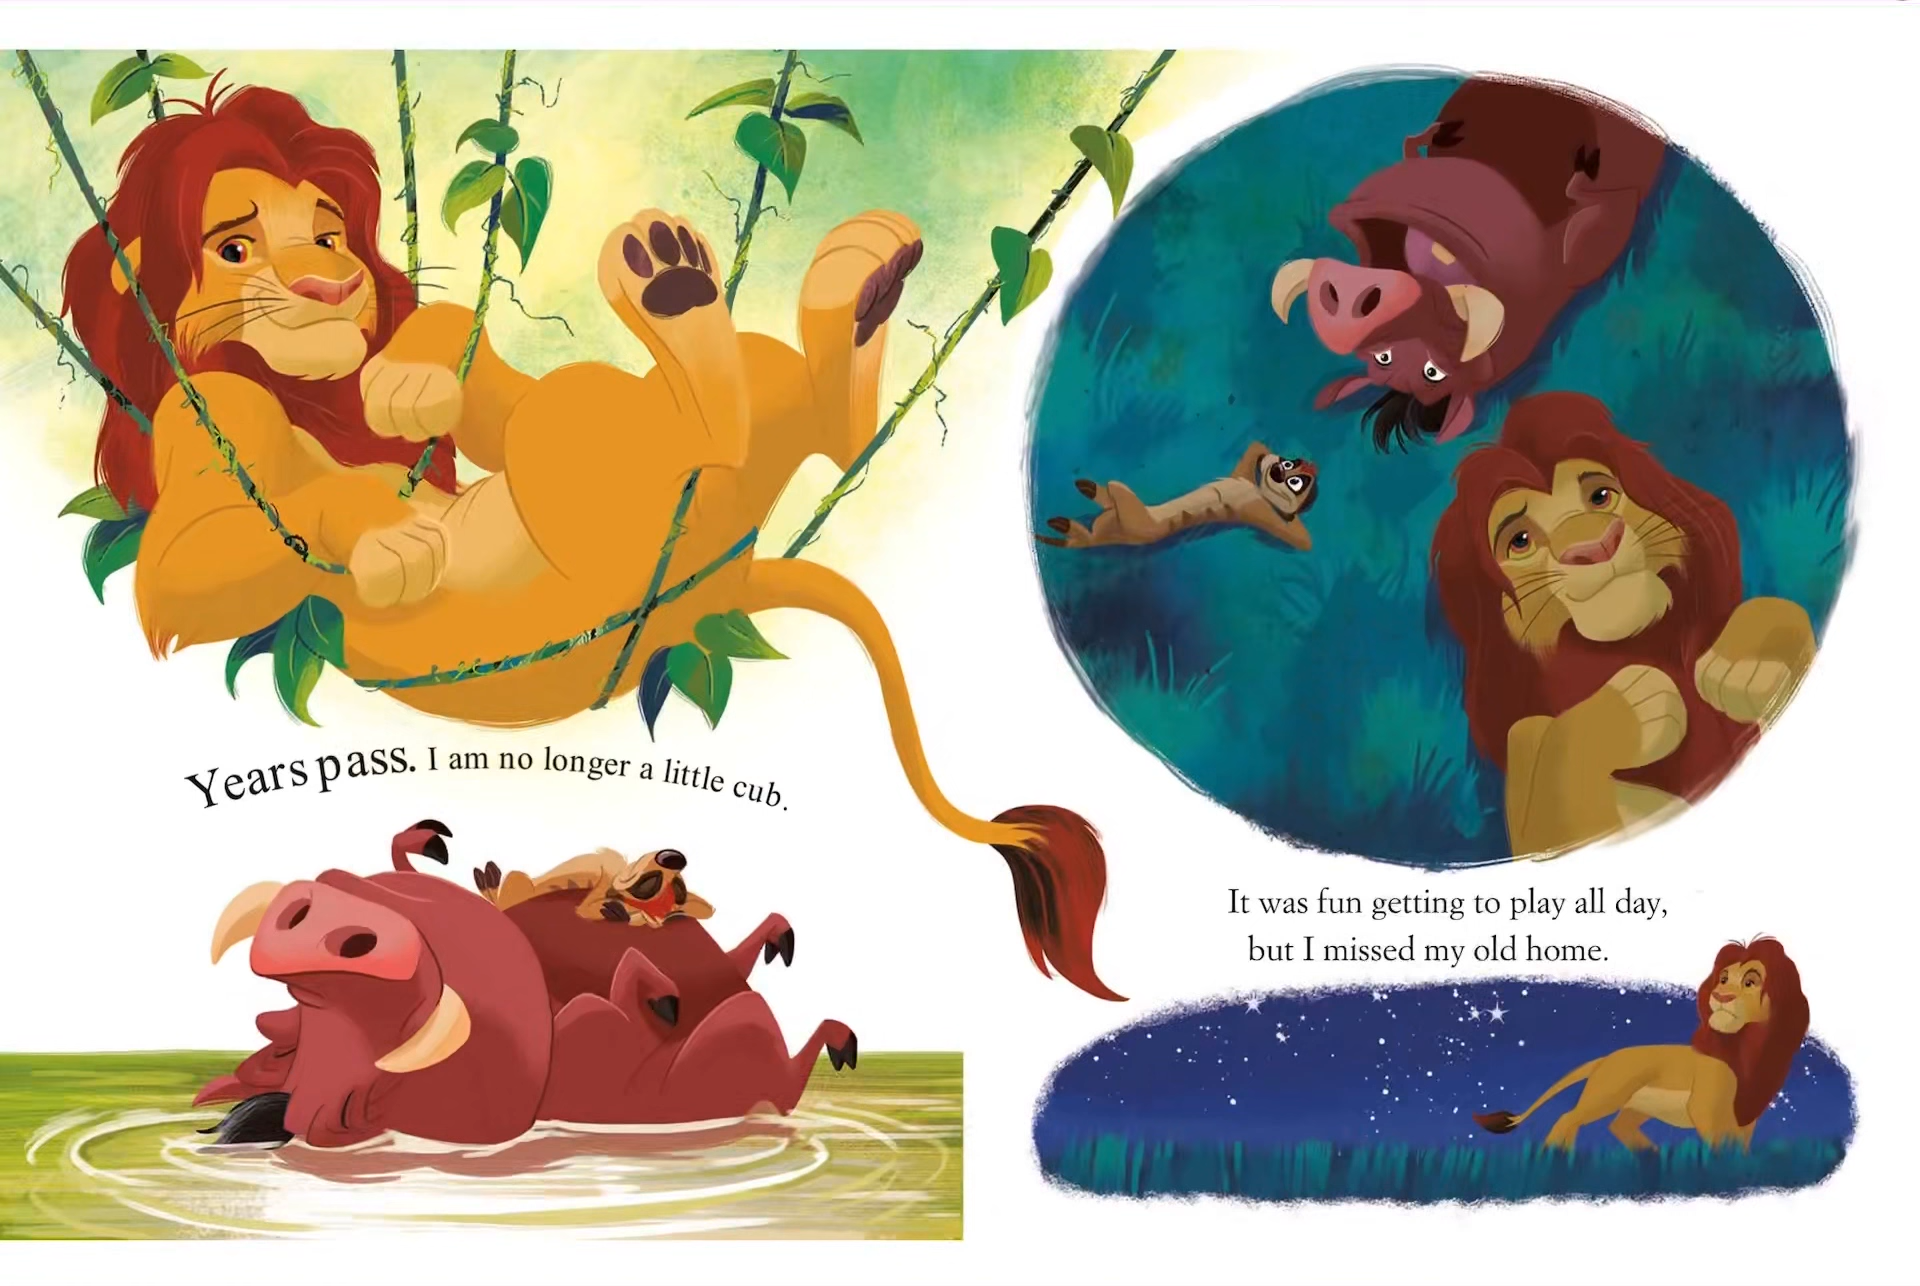 Years pass. I am no longer a little cub.
It was fun getting to play all day,
but I missed my old home.